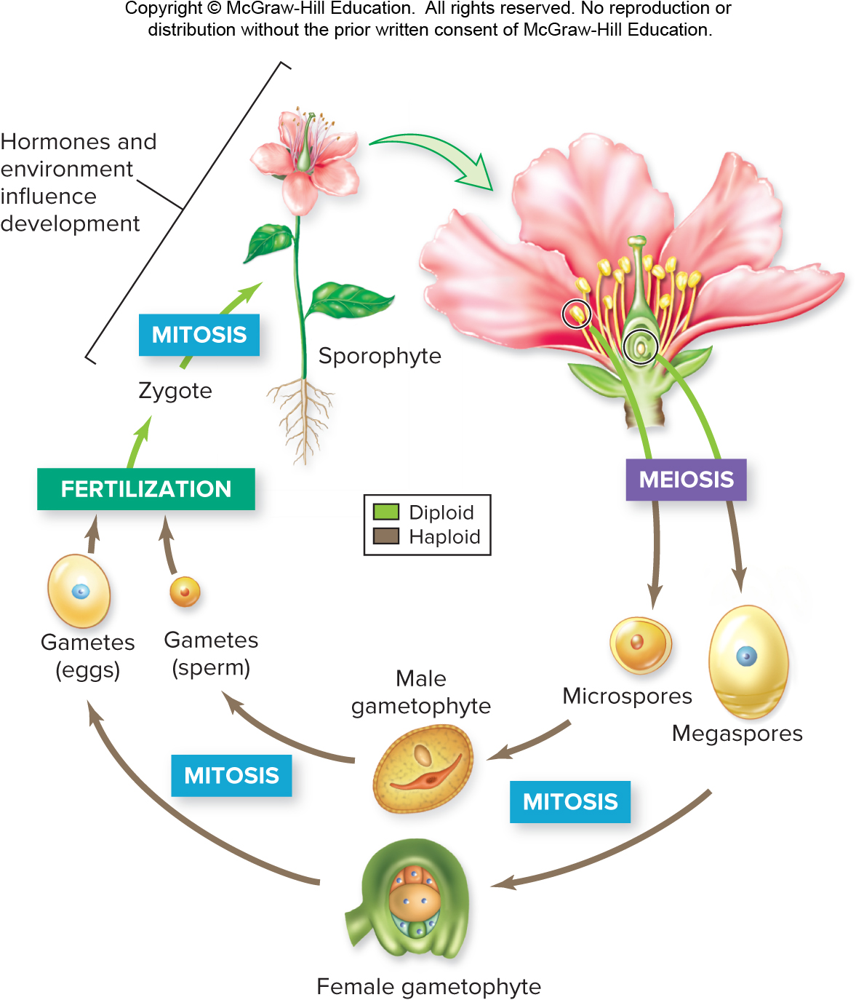 Copyright © McGraw-Hill Education.  All rights reserved. No reproduction or
distribution without the prior written consent of McGraw-Hill Education.
Hormones and
environment
influence
development
MITOSIS
Sporophyte
Zygote
FERTILIZATION
MEIOSIS
Diploid
Haploid
Gametes
(eggs)
Gametes
(sperm)
Male
gametophyte
Microspores
Megaspores
MITOSIS
MITOSIS
Female gametophyte